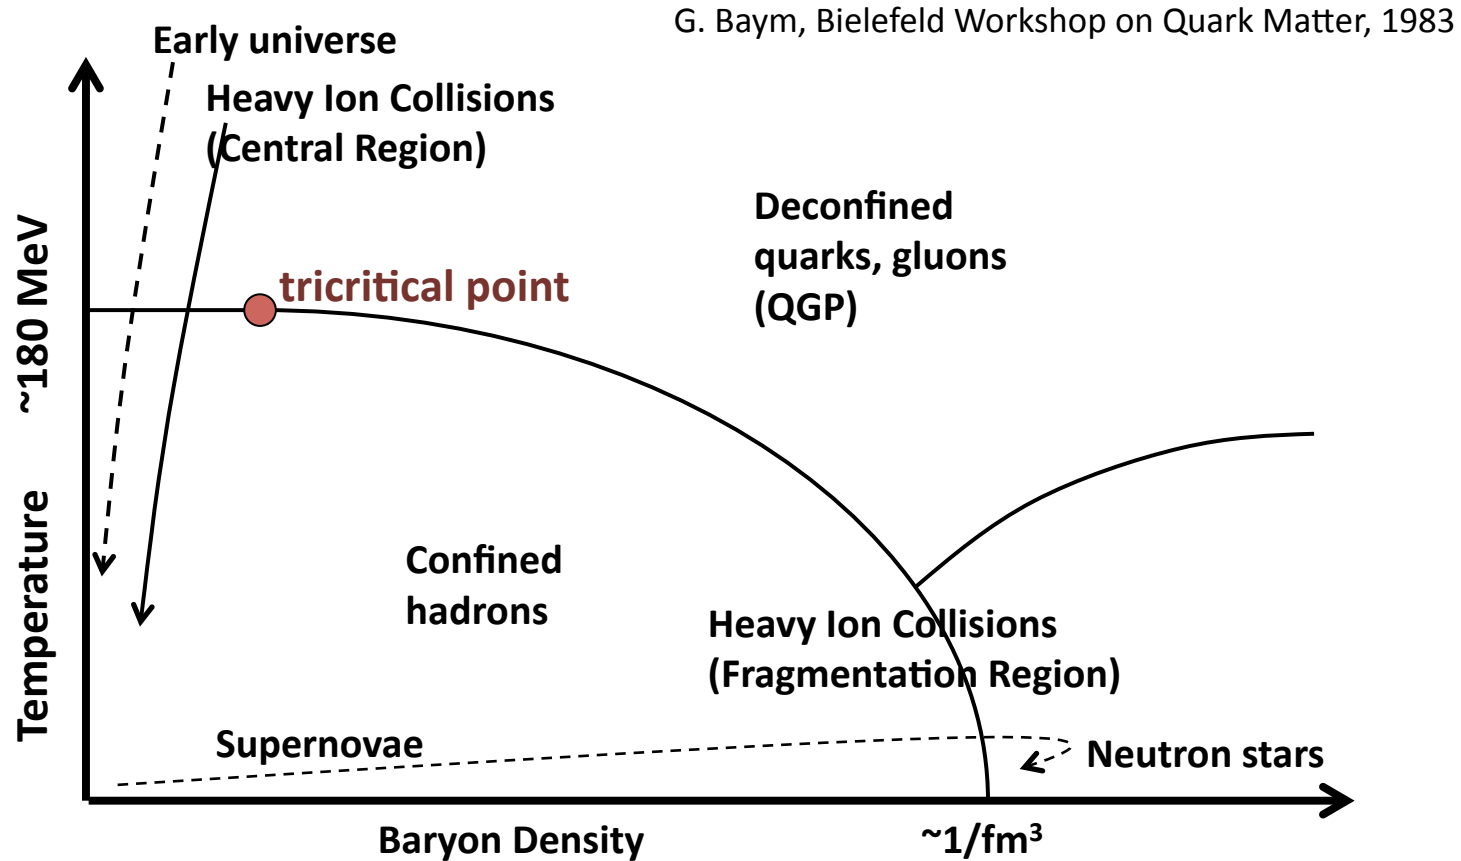 G. Baym, Bielefeld Workshop on Quark Matter, 1983
Early universe
Heavy Ion Collisions
(Central Region)
Deconfined
quarks, gluons
(QGP)
tricritical point
~180 MeV
Temperature
Confined
hadrons
Heavy Ion Collisions
(Fragmentation Region)
Supernovae
Neutron stars
Baryon Density
~1/fm³